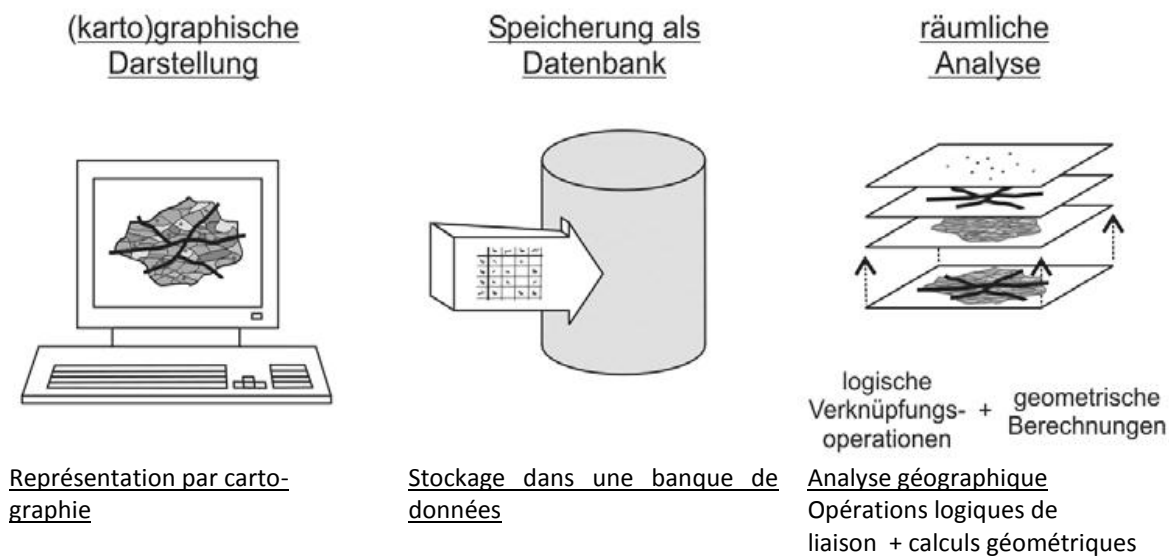 (karto)graphische
Darstellung
Speicherung als
Datenbank
räumliche
Analyse
logische
Verknüpfungs-
operationen
+
geometrische
Berechnungen
Représentation par carto-
graphie
Stockage dans une banque de
données
Analyse géographique
Opérations logiques de
liaison + calculs géométriques